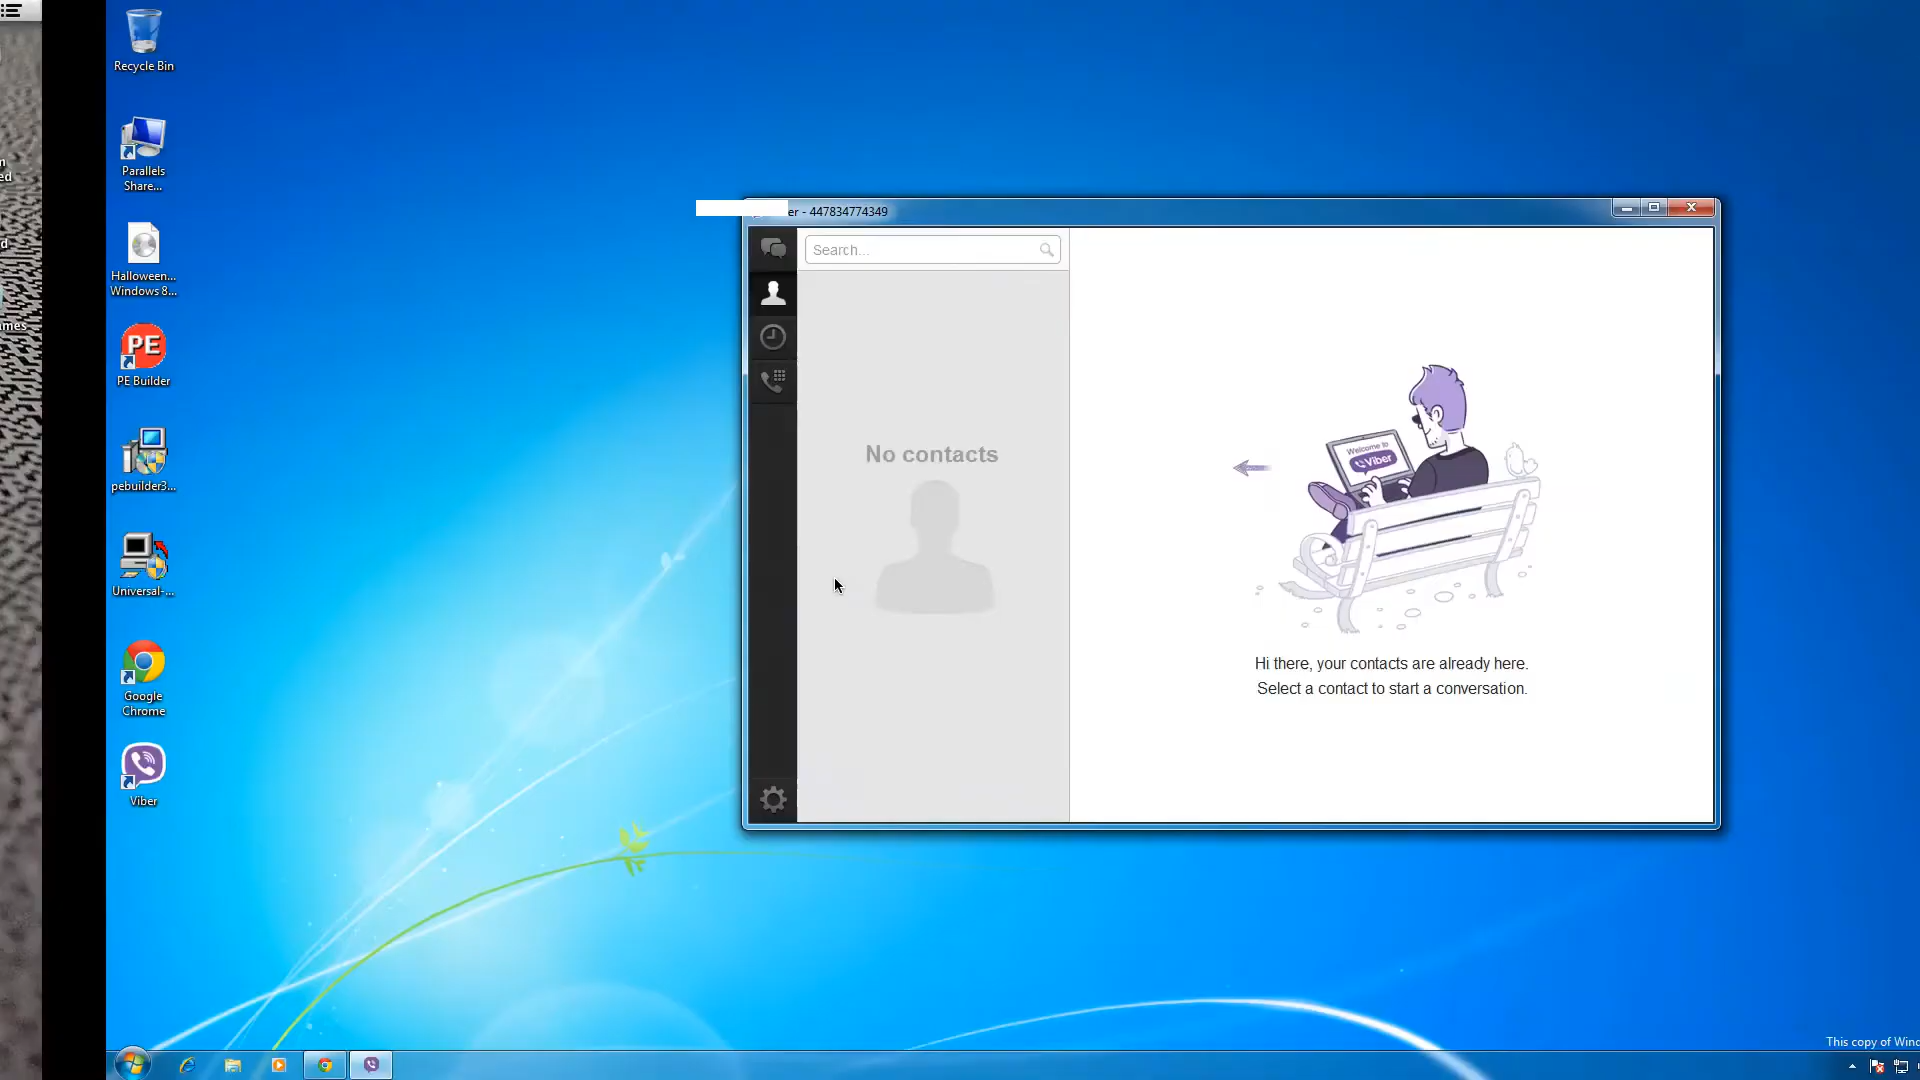 Recycle Bin
Parallels
Share...
Halloween...
Windows 8...
PE
PE Builder
pebuilder3...
Universal-...
Google
Chrome
Viber
er - 447834774349
Search...
No contacts
Welcome to
Viber
Hi there, your contacts are already here.
Select a contact to start a conversation.
This copy of Wind